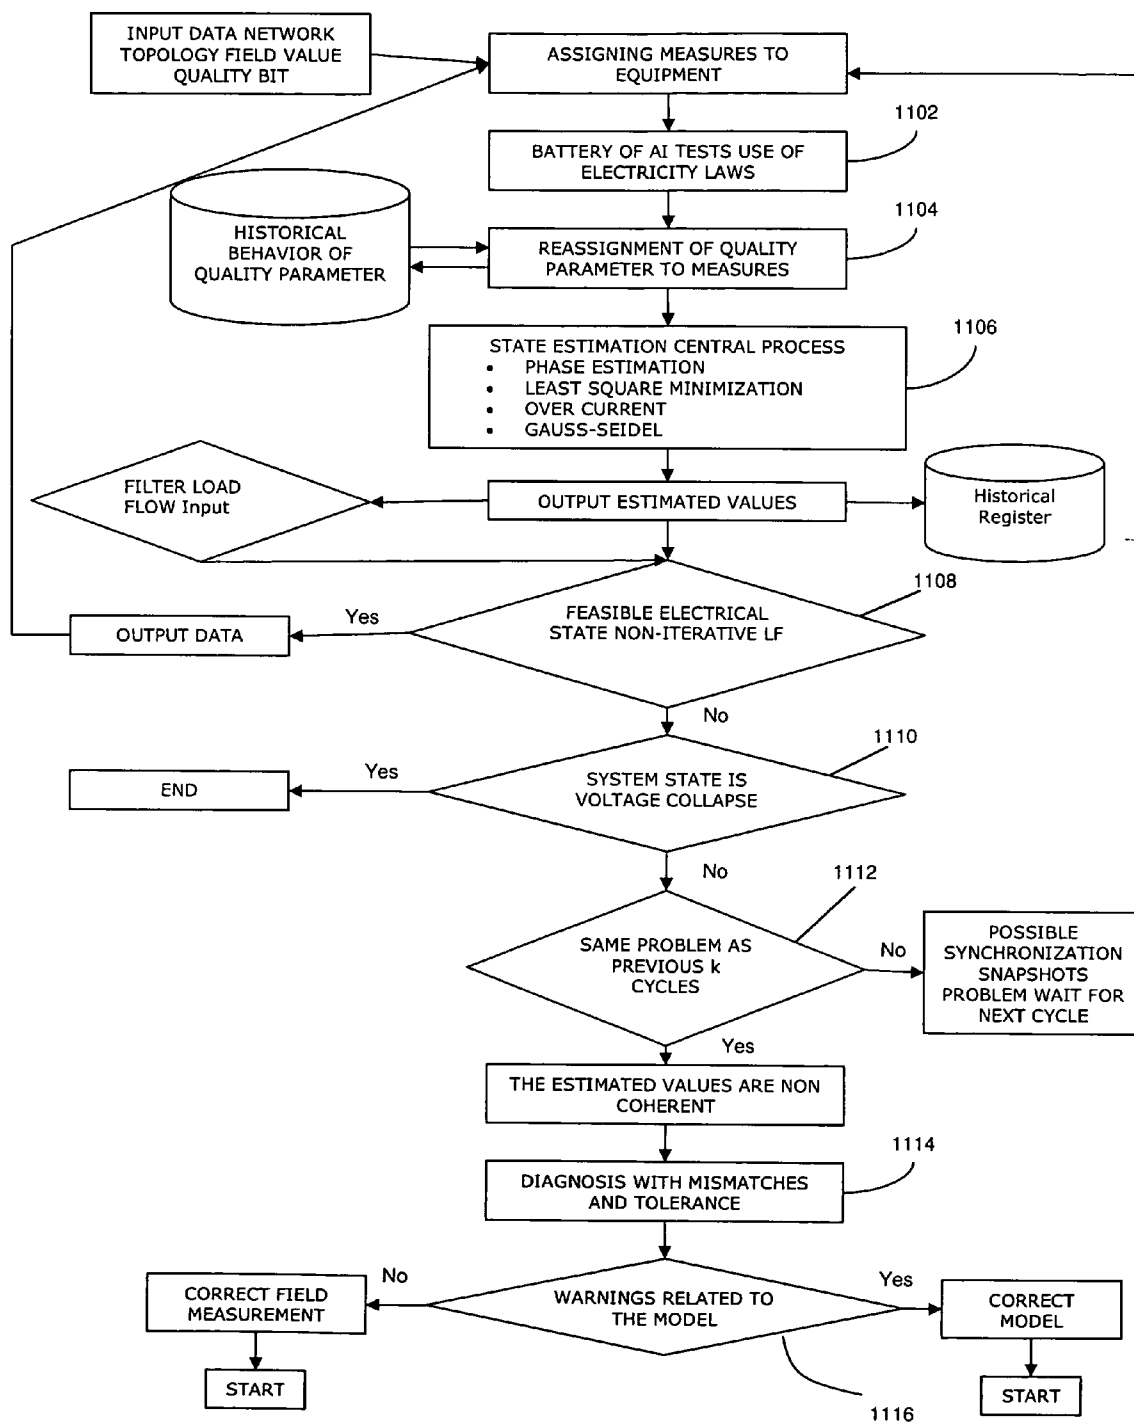 INPUT DATA NETWORK
TOPOLOGY FIELD VALUE
QUALITY BIT
ASSIGNING MEASURES TO
EQUIPMENT
1102
BATTERY OF AI TESTS USE OF
ELECTRICITY LAWS
1104
HISTORICAL
BEHAVIOR OF
QUALITY PARAMETER
REASSIGNMENT OF QUALITY
PARAMETER TO MEASURES
1106
STATE ESTIMATION CENTRAL PROCESS
• PHASE ESTIMATION
• LEAST SQUARE MINIMIZATION
• OVER CURRENT
• GAUSS-SEIDEL
FILTER LOAD
FLOW Input
OUTPUT ESTIMATED VALUES
Historical
Register
1108
FEASIBLE ELECTRICAL
STATE NON-ITERATIVE LF
Yes
OUTPUT DATA
No
1110
SYSTEM STATE IS
VOLTAGE COLLAPSE
Yes
END
No
1112
SAME PROBLEM AS
PREVIOUS k
CYCLES
No
POSSIBLE
SYNCHRONIZATION
SNAPSHOTS
PROBLEM WAIT FOR
NEXT CYCLE
Yes
THE ESTIMATED VALUES ARE NON
COHERENT
1114
DIAGNOSIS WITH MISMATCHES
AND TOLERANCE
No
Yes
CORRECT FIELD
MEASUREMENT
WARNINGS RELATED TO
THE MODEL
CORRECT
MODEL
START
START
1116